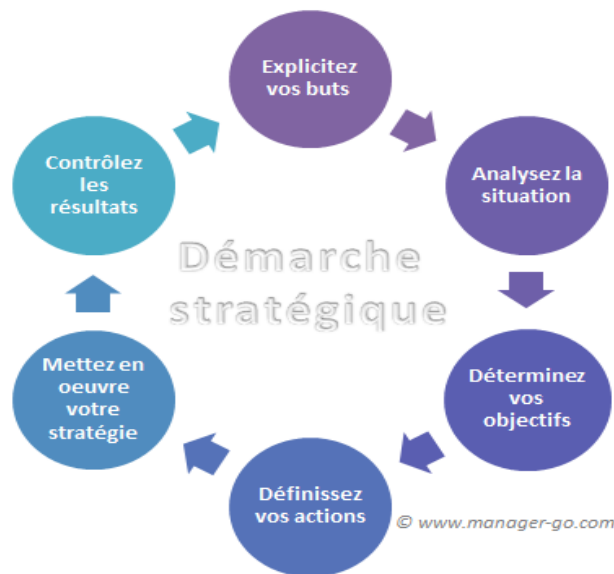 Explicitez
vos buts
Analysez la
situation
Déterminez
vos
objectifs
Définissez
vos actions
Mettez en
oeuvre
votre
stratégie
Contrôlez
les
résultats
Démarche
stratégique
© www.manager-go.com